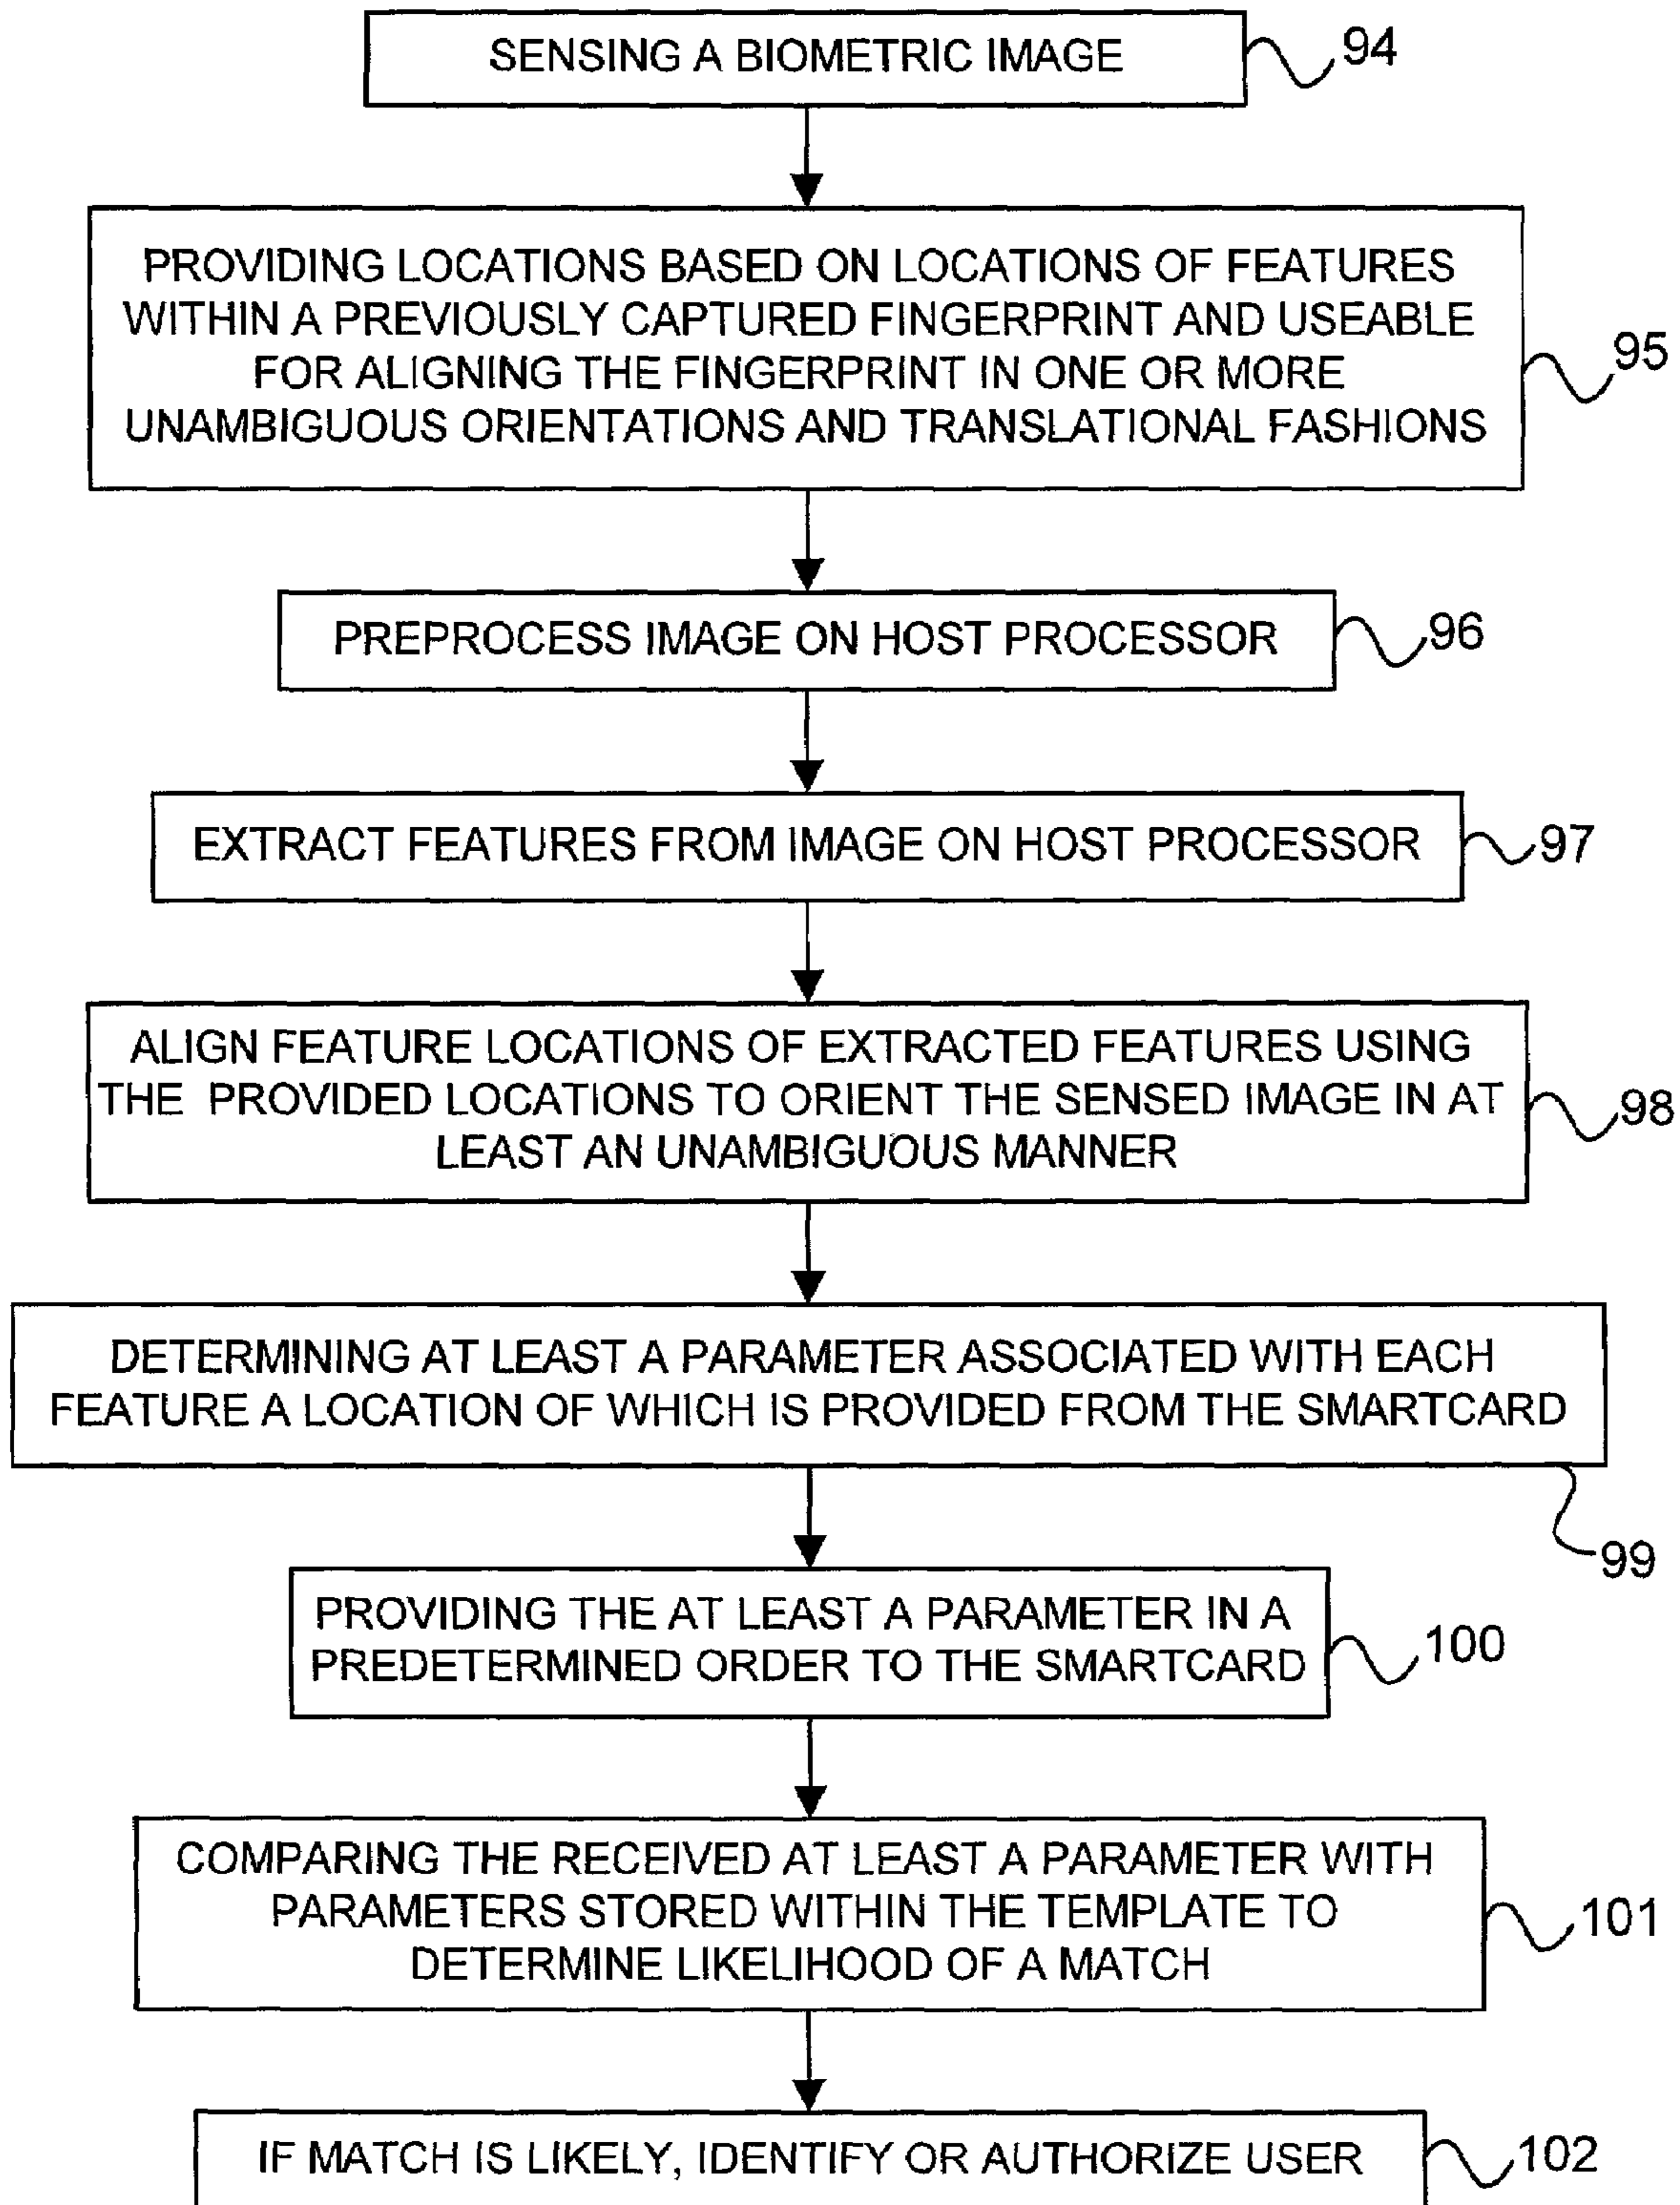 SENSING A BIOMETRIC IMAGE
94
PROVIDING LOCATIONS BASED ON LOCATIONS OF FEATURES
WITHIN A PREVIOUSLY CAPTURED FINGERPRINT AND USEABLE
FOR ALIGNING THE FINGERPRINT IN ONE OR MORE
UNAMBIGUOUS ORIENTATIONS AND TRANSLATIONAL FASHIONS
95
PREPROCESS IMAGE ON HOST PROCESSOR
96
EXTRACT FEATURES FROM IMAGE ON HOST PROCESSOR
97
ALIGN FEATURE LOCATIONS OF EXTRACTED FEATURES USING
THE PROVIDED LOCATIONS TO ORIENT THE SENSED IMAGE IN AT
LEAST AN UNAMBIGUOUS MANNER
98
DETERMINING AT LEAST A PARAMETER ASSOCIATED WITH EACH
FEATURE A LOCATION OF WHICH IS PROVIDED FROM THE SMARTCARD
99
PROVIDING THE AT LEAST A PARAMETER IN A
PREDETERMINED ORDER TO THE SMARTCARD
100
COMPARING THE RECEIVED AT LEAST A PARAMETER WITH
PARAMETERS STORED WITHIN THE TEMPLATE TO
DETERMINE LIKELIHOOD OF A MATCH
101
IF MATCH IS LIKELY, IDENTIFY OR AUTHORIZE USER
102